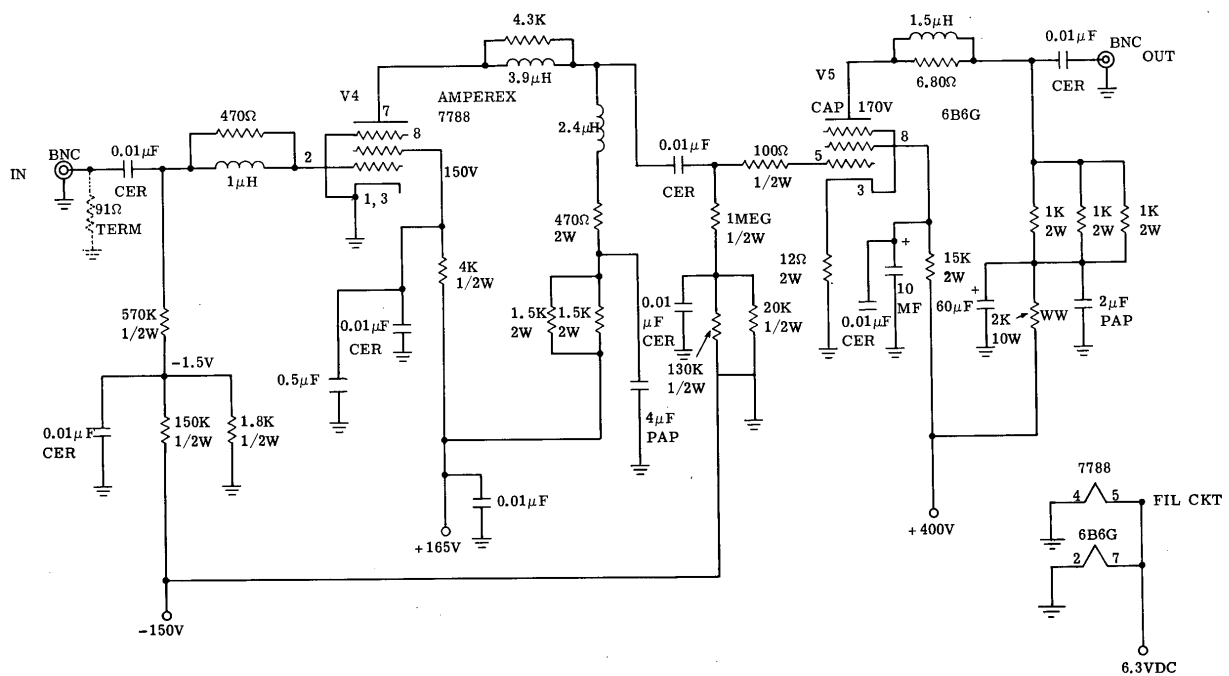 4.3K
3.9μH
V4
7
AMPEREX
7788
470Ω
8
BNC
0.01μF
2
IN
CER
1μH
150V
1, 3
91Ω
TERM
2.4μH
470Ω
2W
4K
1/2W
1.5K
2W
1.5K
2W
570K
1/2W
0.01μF
CER
0.5μF
-1.5V
150K
1/2W
1.8K
1/2W
0.01μF
CER
4μF
PAP
0.01μF
+165V
-150V
0.01μF
CER
100Ω
1/2W
1MEG
1/2W
0.01
μF
CER
20K
1/2W
130K
1/2W
1.5μH
6.80Ω
V5
CAP
170V
6B6G
8
5
3
0.01μF
CER
BNC
OUT
12Ω
2W
0.01μF
CER
+
10
MF
15K
2W
1K
2W
1K
2W
1K
2W
+
60μF
2K
10W
WW
2μF
PAP
+400V
7788
4
5
FIL CKT
6B6G
2
7
6.3VDC